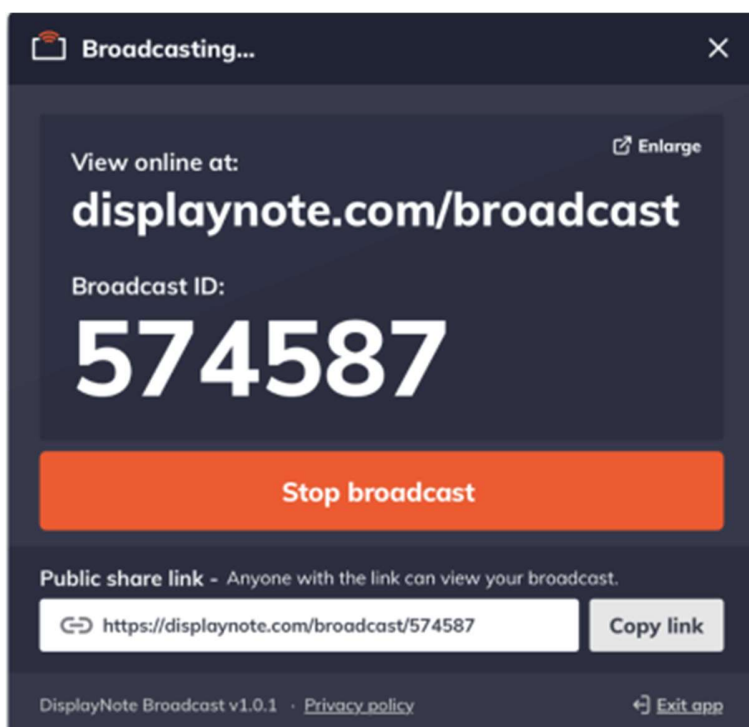 Broadcasting...
Enlarge
View online at:
displaynote.com/broadcast
Broadcast ID:
574587
Stop broadcast
Public share link - Anyone with the link can view your broadcast.
https://displaynote.com/broadcast/574587 Copy link
DisplayNote Broadcast v1.0.1 · Privacy policy Exit app